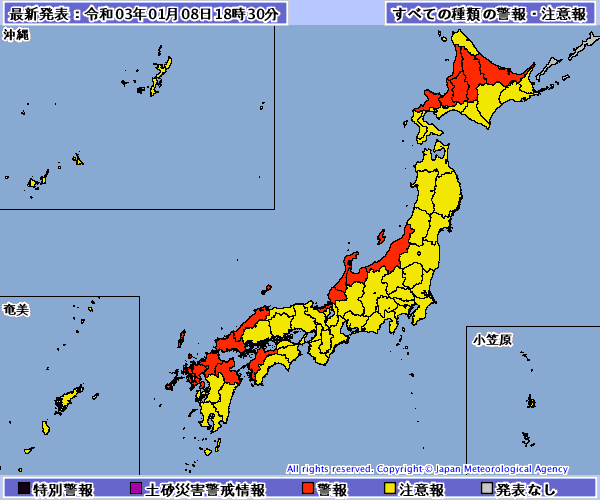 最新発表：令和03年01月08日18時30分
すべての種類の警報・注意報
沖縄
奄美
小笠原
All rights reserved. Copyright © Japan Meteorological Agency
特別警報 土砂災害警戒情報 警報 注意報 発表なし